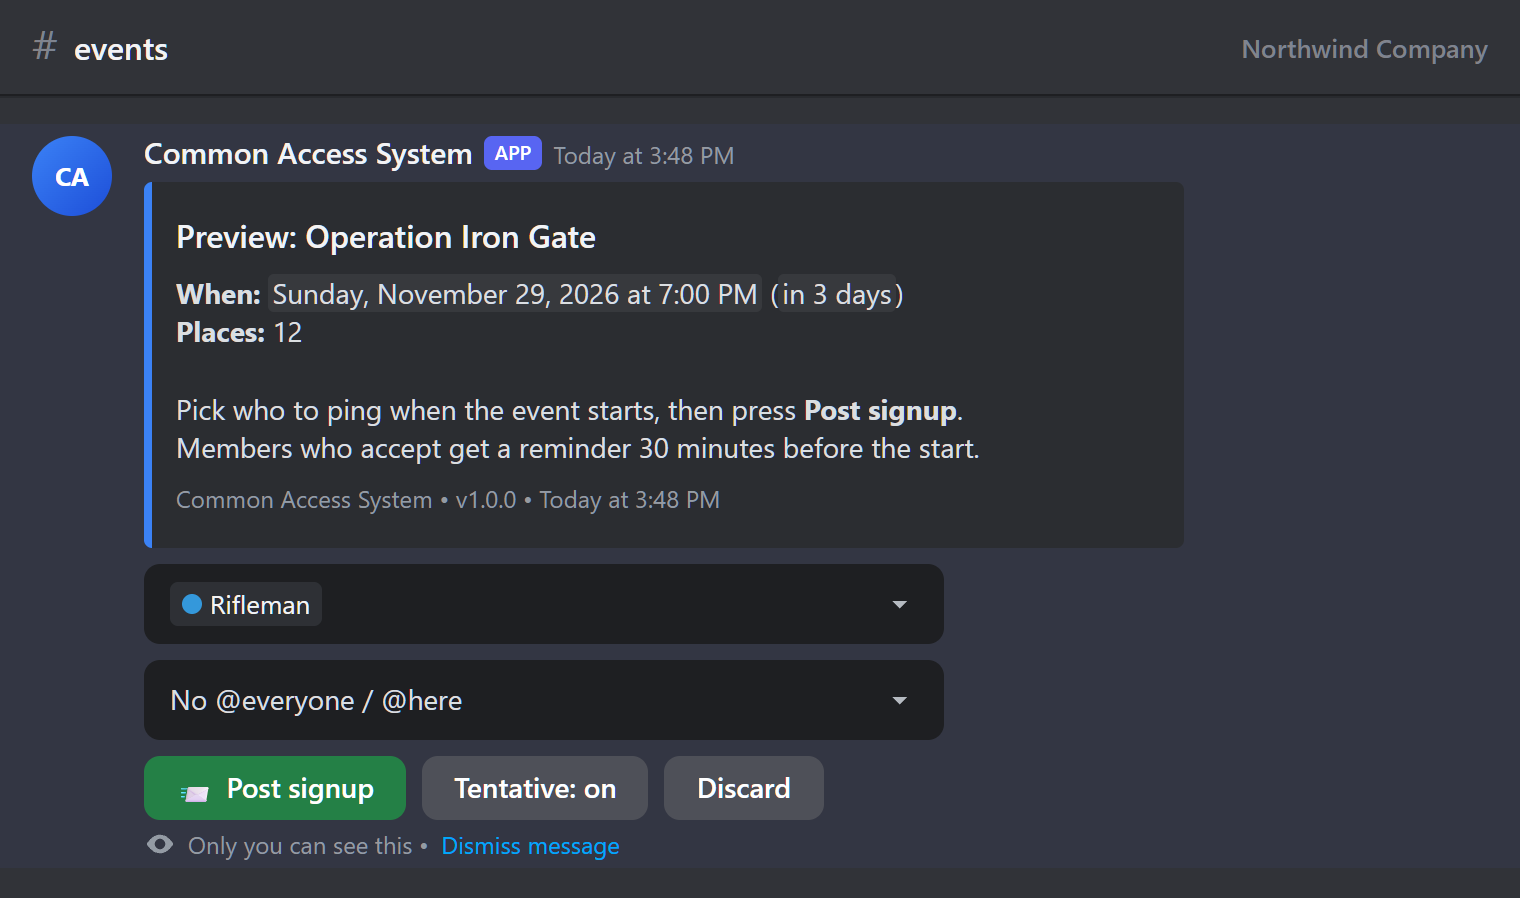 # events
Northwind Company
CA
Common Access System APP Today at 3:48 PM
Preview: Operation Iron Gate
When: Sunday, November 29, 2026 at 7:00 PM (in 3 days)
Places: 12
Pick who to ping when the event starts, then press Post signup.
Members who accept get a reminder 30 minutes before the start.
Common Access System • v1.0.0 • Today at 3:48 PM
Rifleman
No @everyone / @here
Post signup
Tentative: on
Discard
Only you can see this • Dismiss message